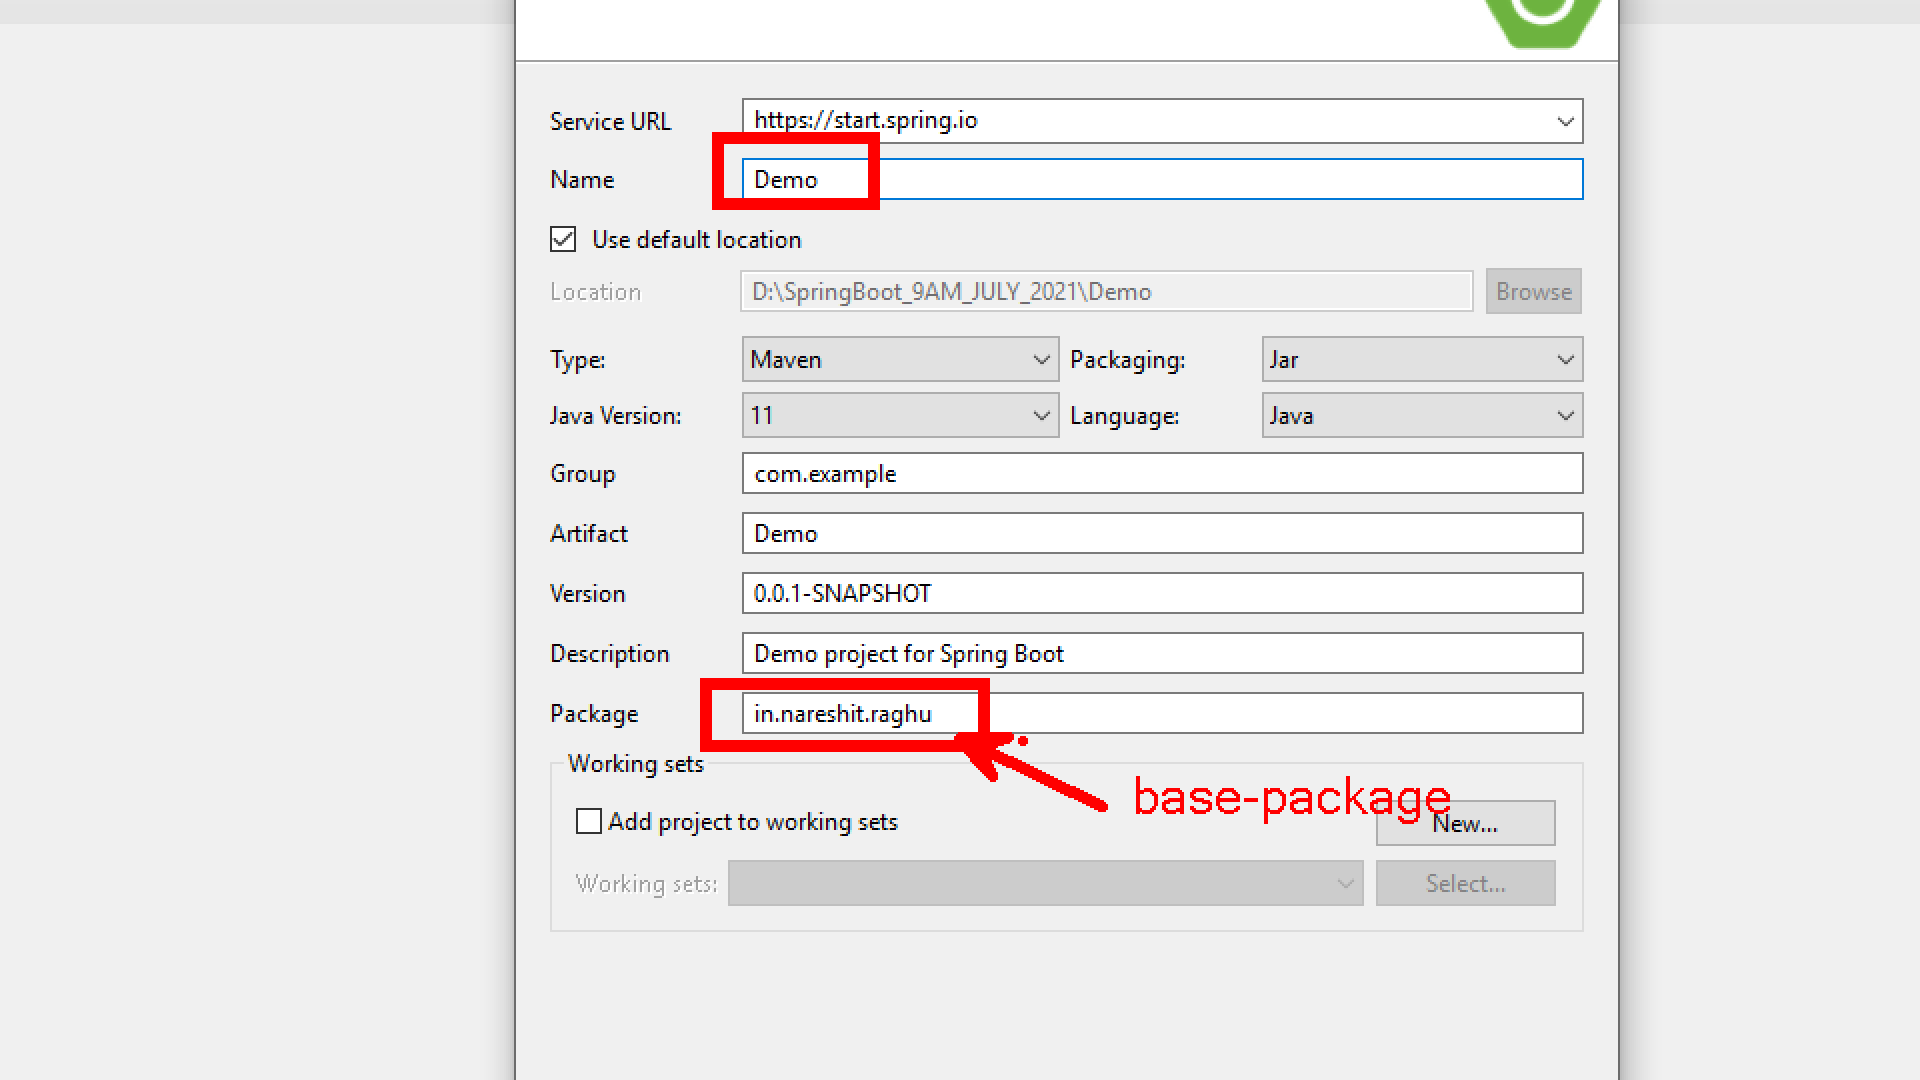 Service URL https://start.spring.io
Name Demo
Use default location
Location D:\SpringBoot_9AM_JULY_2021\Demo Browse
Type: Maven Packaging: Jar
Java Version: 11 Language: Java
Group com.example
Artifact Demo
Version 0.0.1-SNAPSHOT
Description Demo project for Spring Boot
Package in.nareshit.raghu
Working sets
base-package
Add project to working sets New...
Working sets: Select...